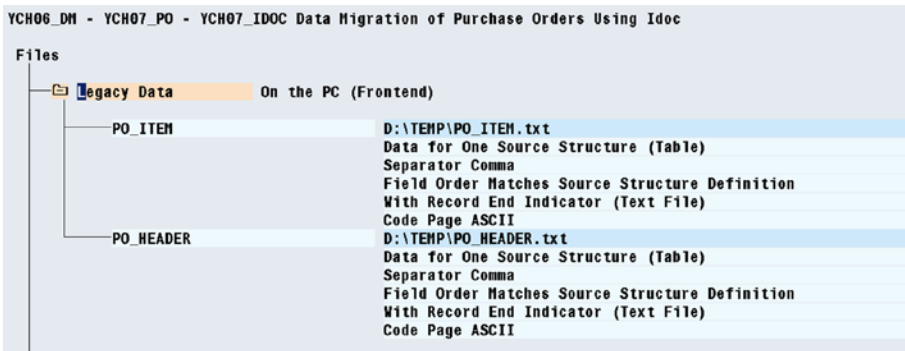 YCH06_DM - YCH07_PO - YCH07_IDOC Data Migration of Purchase Orders Using Idoc
Files
Legacy Data On the PC (Frontend)
PO_ITEM D:\TEMP\PO_ITEM.txt
Data for One Source Structure (Table)
Separator Comma
Field Order Matches Source Structure Definition
With Record End Indicator (Text File)
Code Page ASCII
PO_HEADER D:\TEMP\PO_HEADER.txt
Data for One Source Structure (Table)
Separator Comma
Field Order Matches Source Structure Definition
With Record End Indicator (Text File)
Code Page ASCII